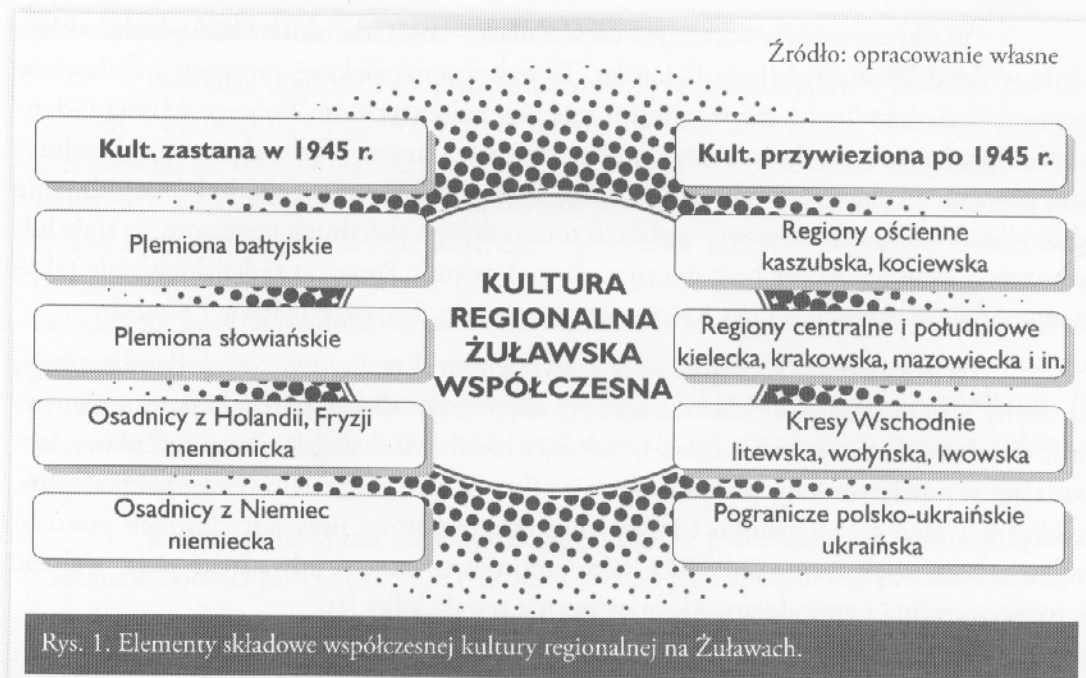 Źródło: opracowanie własne
Kult. zastana w 1945 r.
Plemiona bałtyjskie
Plemiona słowiańskie
Osadnicy z Holandii, Fryzji
mennonicka
Osadnicy z Niemiec
niemiecka
KULTURA
REGIONALNA
ŻUŁAWSKA
WSPÓŁCZESNA
Kult. przywieziona po 1945 r.
Regiony ościenne
kaszubska, kociewska
Regiony centralne i południowe
kielecka, krakowska, mazowiecka i in.
Kresy Wschodnie
litewska, wołyńska, lwowska
Pogranicze polsko-ukraińskie
ukraińska
Rys. 1. Elementy składowe współczesnej kultury regionalnej na Żuławach.